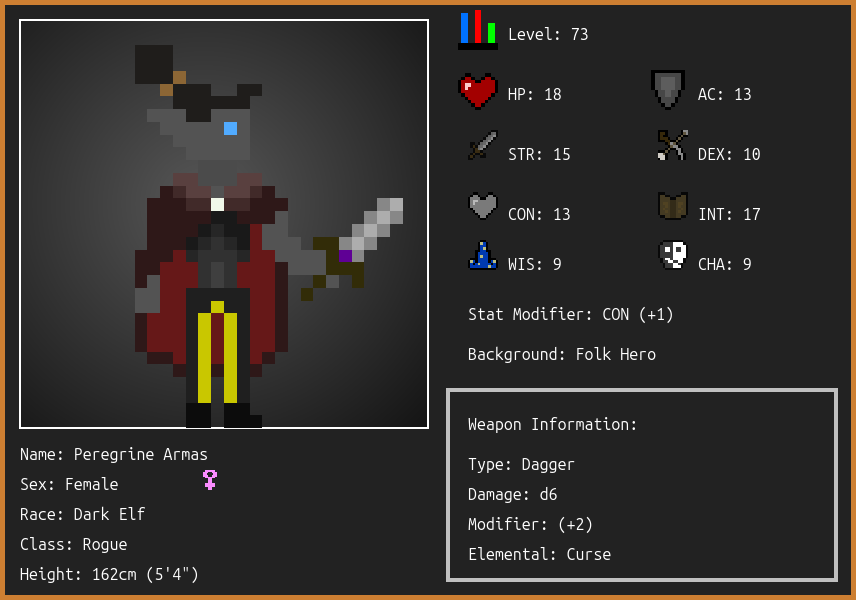 Level: 73
HP: 18
AC: 13
STR: 15
DEX: 10
CON: 13
INT: 17
WIS: 9
CHA: 9
Stat Modifier: CON (+1)
Background: Folk Hero
Weapon Information:
Type: Dagger
Damage: d6
Modifier: (+2)
Elemental: Curse
Name: Peregrine Armas
Sex: Female
Race: Dark Elf
Class: Rogue
Height: 162cm (5'4")